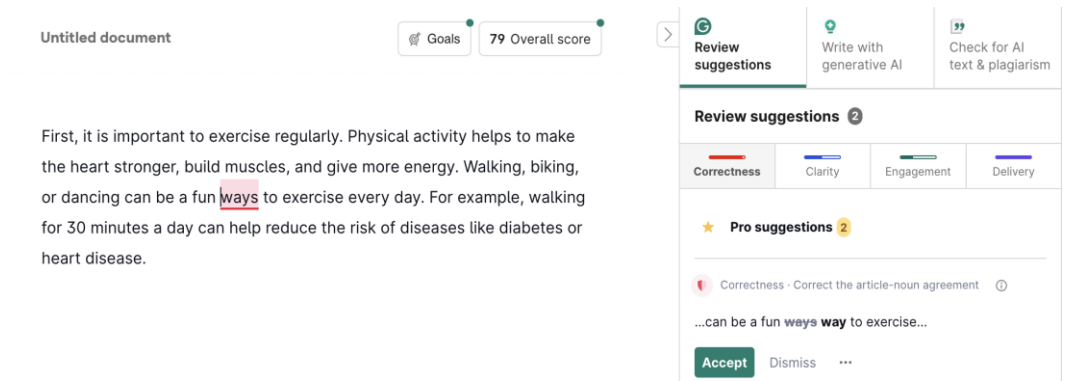 Untitled document
Goals
79 Overall score
First, it is important to exercise regularly. Physical activity helps to make
the heart stronger, build muscles, and give more energy. Walking, biking,
or dancing can be a fun ways to exercise every day. For example, walking
for 30 minutes a day can help reduce the risk of diseases like diabetes or
heart disease.
Review
suggestions
Write with
generative AI
Check for AI
text & plagiarism
Review suggestions 2
Correctness
Clarity
Engagement
Delivery
Pro suggestions 2
Correctness · Correct the article-noun agreement
...can be a fun ways way to exercise...
Accept
Dismiss